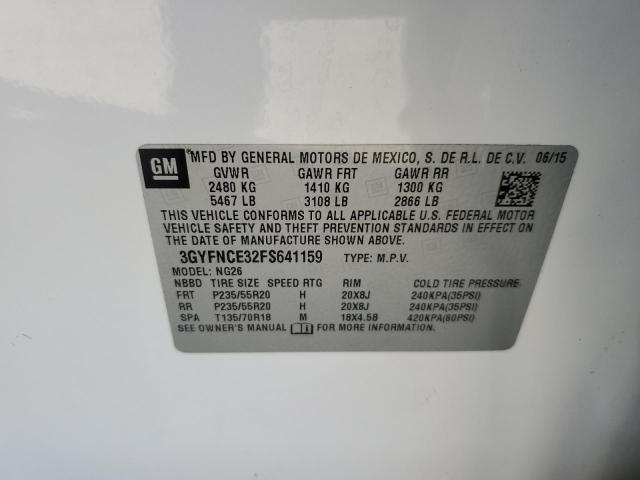 GM MFD BY GENERAL MOTORS DE MEXICO, S. DE R.L. DE C.V. 06/15
GVWR GAWR FRT GAWR RR
2480 KG 1410 KG 1300 KG
5467 LB 3108 LB 2866 LB
THIS VEHICLE CONFORMS TO ALL APPLICABLE U.S. FEDERAL MOTOR
VEHICLE SAFETY, BUMPER, AND THEFT PREVENTION STANDARDS
IN EFFECT ON THE DATE OF MANUFACTURE SHOWN ABOVE.
3GYFNCE32FS641159 TYPE: M.P.V.
MODEL: NG26
NBBD TIRE SIZE SPEED RTG RIM COLD TIRE PRESSURE
FRT P235/55R20 H 20X8J 240KPA(35PSI)
RR P235/55R20 H 20X8J 240KPA(35PSI)
SPA T135/70R18 M 18X4.5B 420KPA(60PSI)
SEE OWNER'S MANUAL FOR MORE INFORMATION.